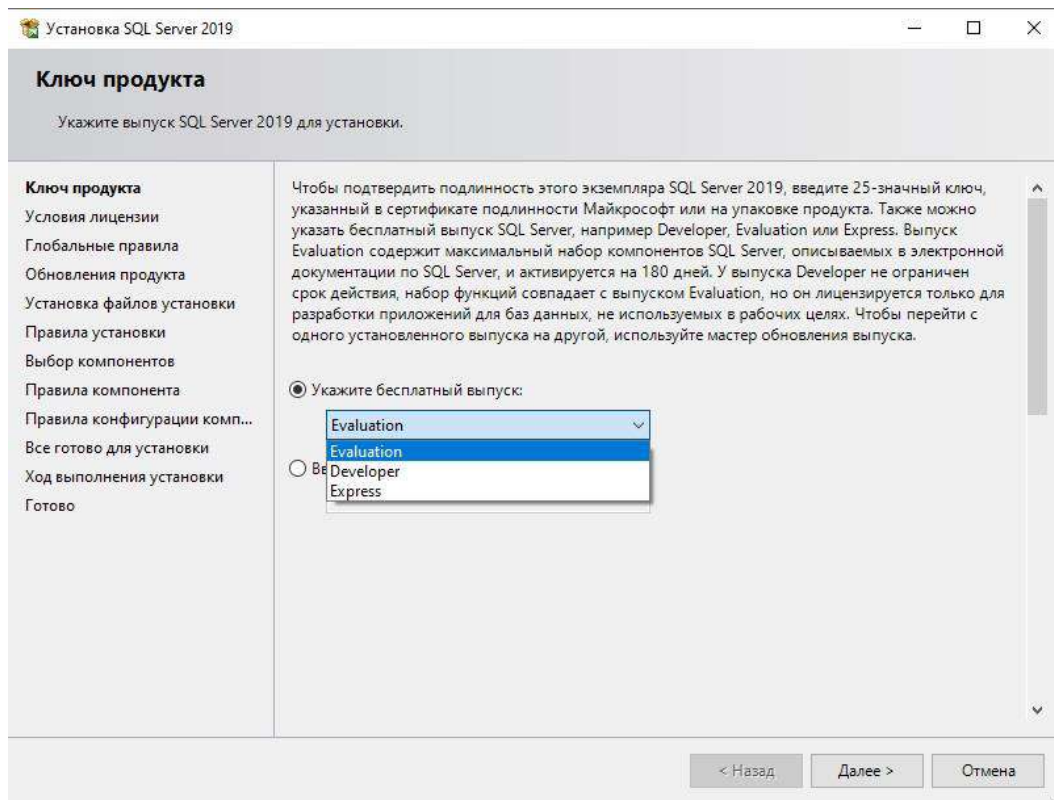 Установка SQL Server 2019
Ключ продукта
Укажите выпуск SQL Server 2019 для установки.
Ключ продукта
Условия лицензии
Глобальные правила
Обновления продукта
Установка файлов установки
Правила установки
Выбор компонентов
Правила компонента
Правила конфигурации комп...
Все готово для установки
Ход выполнения установки
Готово
Чтобы подтвердить подлинность этого экземпляра SQL Server 2019, введите 25-значный ключ,
указанный в сертификате подлинности Майкрософт или на упаковке продукта. Также можно
указать бесплатный выпуск SQL Server, например Developer, Evaluation или Express. Выпуск
Evaluation содержит максимальный набор компонентов SQL Server, описываемых в электронной
документации по SQL Server, и активируется на 180 дней. У выпуска Developer не ограничен
срок действия, набор функций совпадает с выпуском Evaluation, но он лицензируется только для
разработки приложений для баз данных, не используемых в рабочих целях. Чтобы перейти с
одного установленного выпуска на другой, используйте мастер обновления выпуска.
Укажите бесплатный выпуск:
Evaluation
Evaluation
Developer
Express
< Назад
Далее >
Отмена